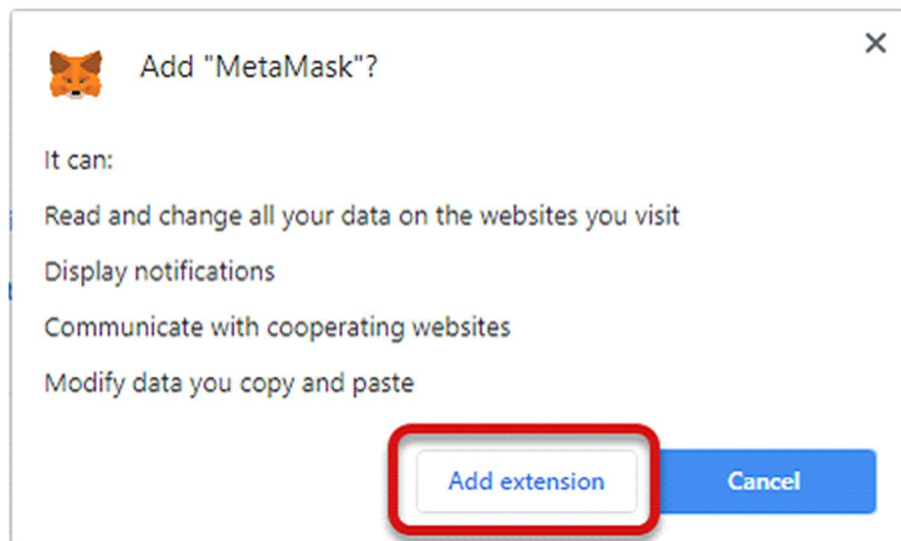 Add "MetaMask"?
It can:
Read and change all your data on the websites you visit
Display notifications
Communicate with cooperating websites
Modify data you copy and paste
Add extension
Cancel